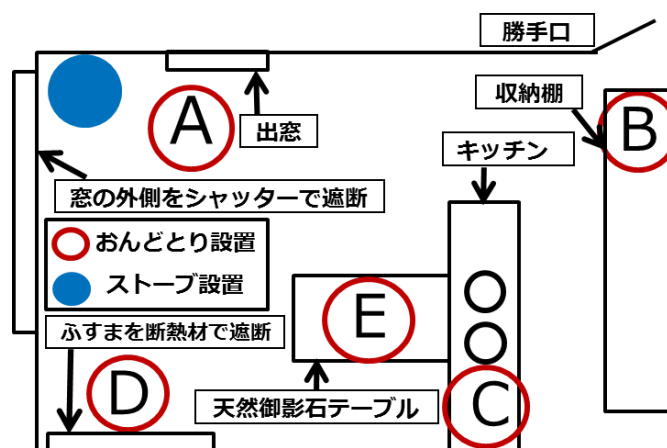 勝手口
収納棚
B
A
出窓
キッチン
窓の外側をシャッターで遮断
おんどとり設置
ストーブ設置
E
ふすまを断熱材で遮断
D
天然御影石テーブル
C